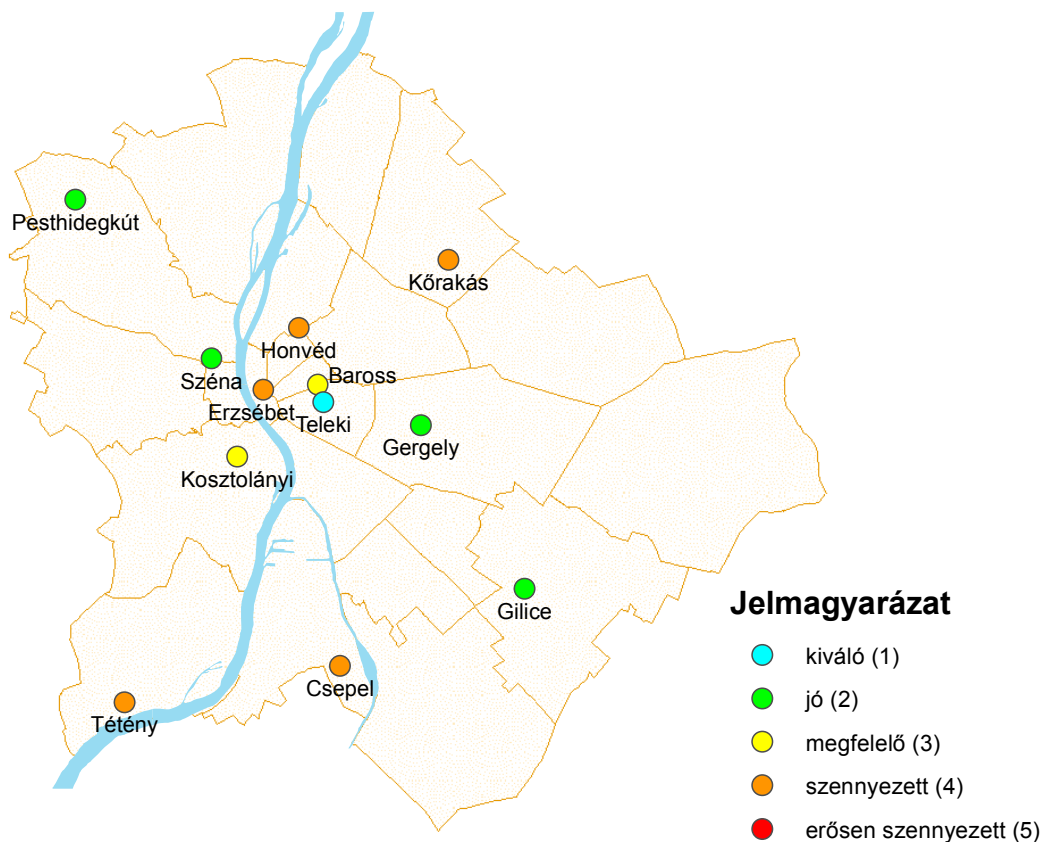 Pesthidegkút
Kőrakás
Honvéd
Széna
Baross
Erzsébet
Teleki
Gergely
Kosztolányi
Gilice
Csepel
Tétény
Jelmagyarázat
kiváló (1)
jó (2)
megfelelő (3)
szennyezett (4)
erősen szennyezett (5)